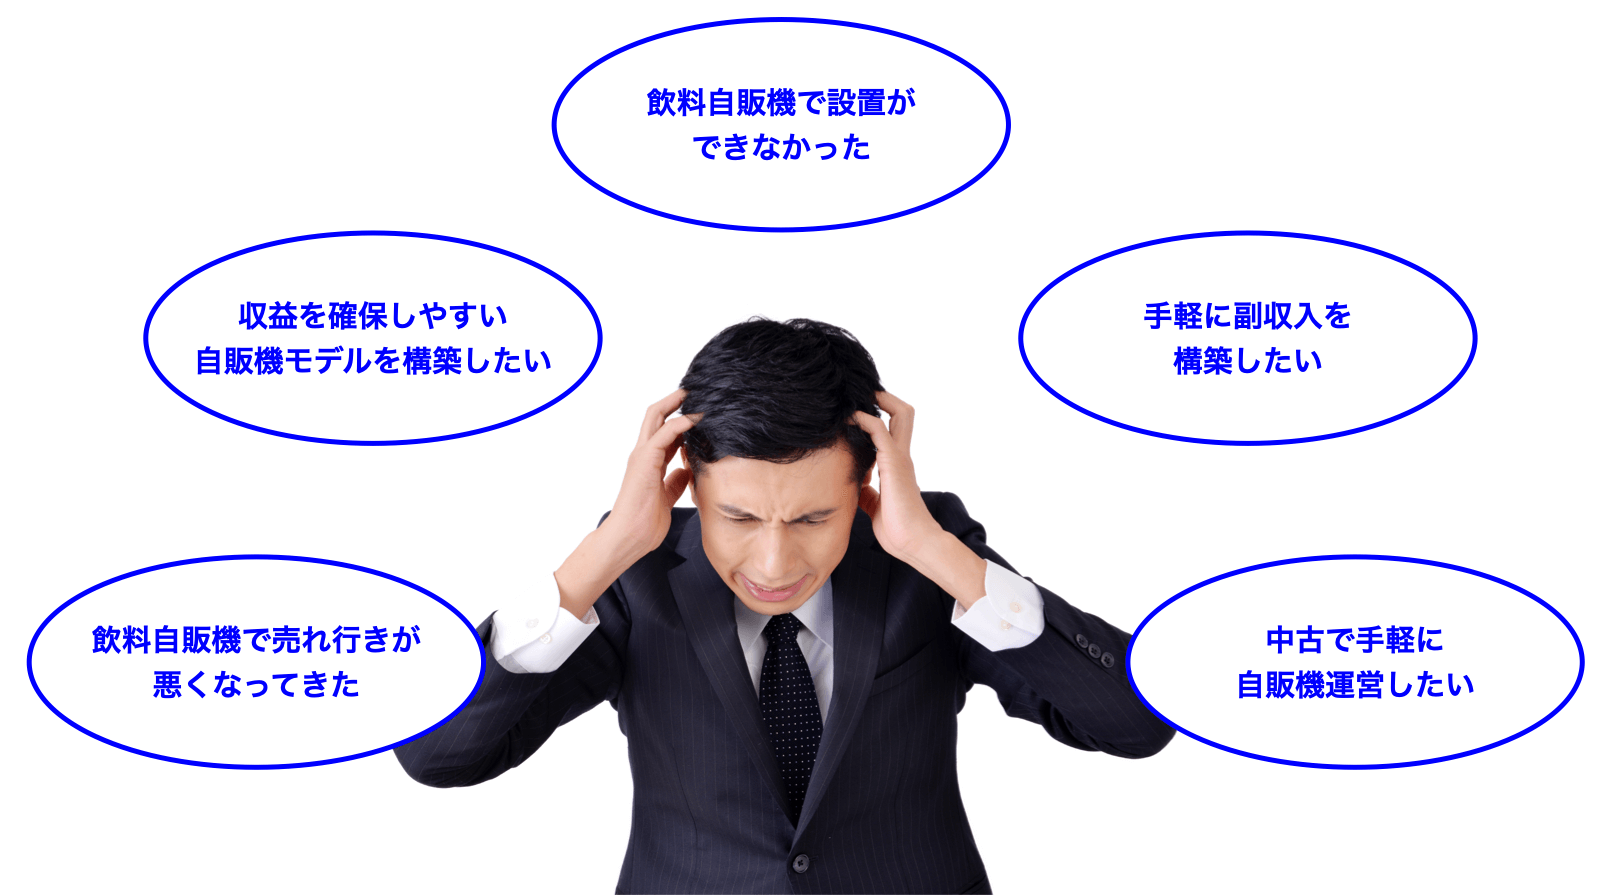 飲料自販機で設置が
できなかった
収益を確保しやすい
自販機モデルを構築したい
手軽に副収入を
構築したい
飲料自販機で売れ行きが
悪くなってきた
中古で手軽に
自販機運営したい